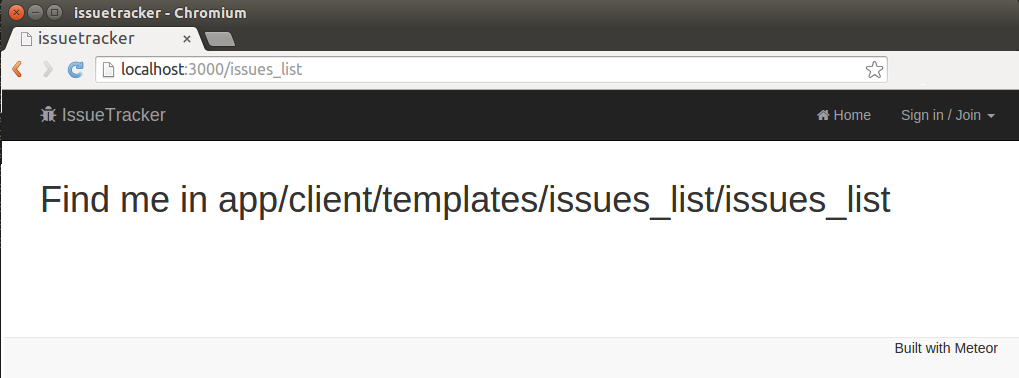 issuetracker - Chromium
issuetracker
localhost:3000/issues_list
IssueTracker Home Sign in / Join
Find me in app/client/templates/issues_list/issues_list
Built with Meteor